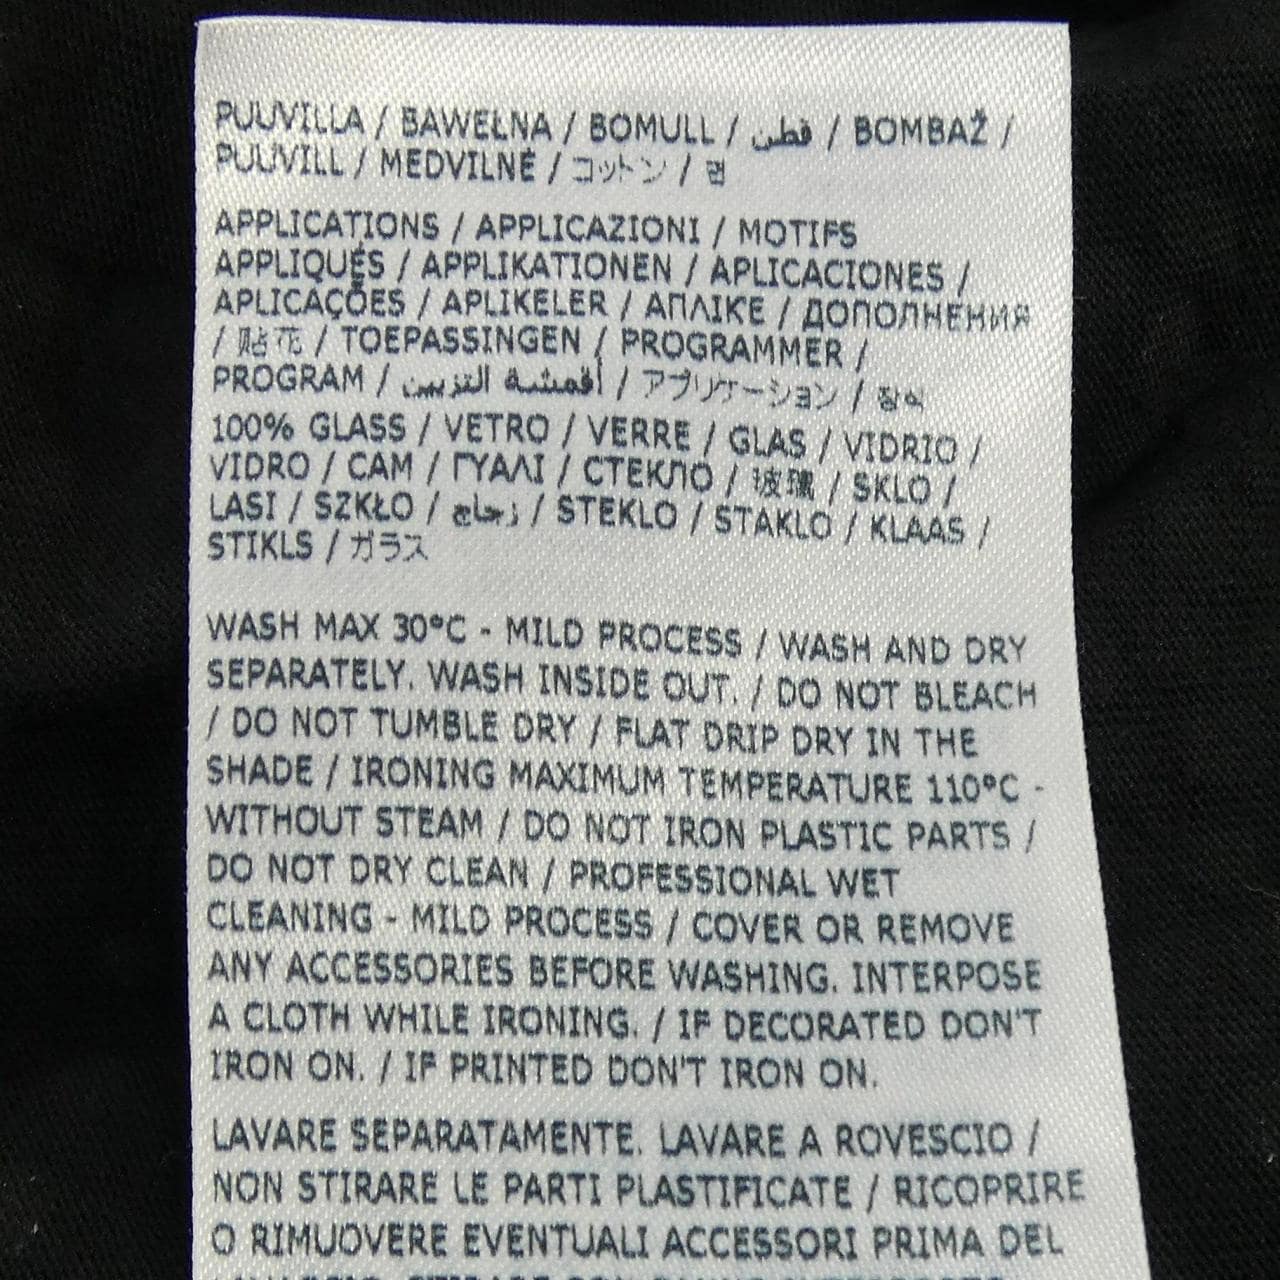 PUUVILLA / BAWEŁNA / BOMULL / قطن / BOMBAŽ /
PUUVILL / MEDVILNĖ / コットン / 면
APPLICATIONS / APPLICAZIONI / MOTIFS
APPLIQUÉS / APPLIKATIONEN / APLICACIONES /
APLICAÇÕES / APLIKELER / ΑΠΛΙΚΕ / ДОПОЛНЕНИЯ
/ 贴花 / TOEPASSINGEN / PROGRAMMER /
PROGRAM / أقمشة التزيين / アプリケーション / 장식
100% GLASS / VETRO / VERRE / GLAS / VIDRIO /
VIDRO / CAM / ΓΥΑΛΙ / СТЕКЛО / 玻璃 / SKLO /
LASI / SZKŁO / زجاج / STEKLO / STAKLO / KLAAS /
STIKLS / ガラス
WASH MAX 30°C - MILD PROCESS / WASH AND DRY
SEPARATELY. WASH INSIDE OUT. / DO NOT BLEACH
/ DO NOT TUMBLE DRY / FLAT DRIP DRY IN THE
SHADE / IRONING MAXIMUM TEMPERATURE 110°C -
WITHOUT STEAM / DO NOT IRON PLASTIC PARTS /
DO NOT DRY CLEAN / PROFESSIONAL WET
CLEANING - MILD PROCESS / COVER OR REMOVE
ANY ACCESSORIES BEFORE WASHING. INTERPOSE
A CLOTH WHILE IRONING. / IF DECORATED DON'T
IRON ON. / IF PRINTED DON'T IRON ON.
LAVARE SEPARATAMENTE. LAVARE A ROVESCIO /
NON STIRARE LE PARTI PLASTIFICATE / RICOPRIRE
O RIMUOVERE EVENTUALI ACCESSORI PRIMA DEL